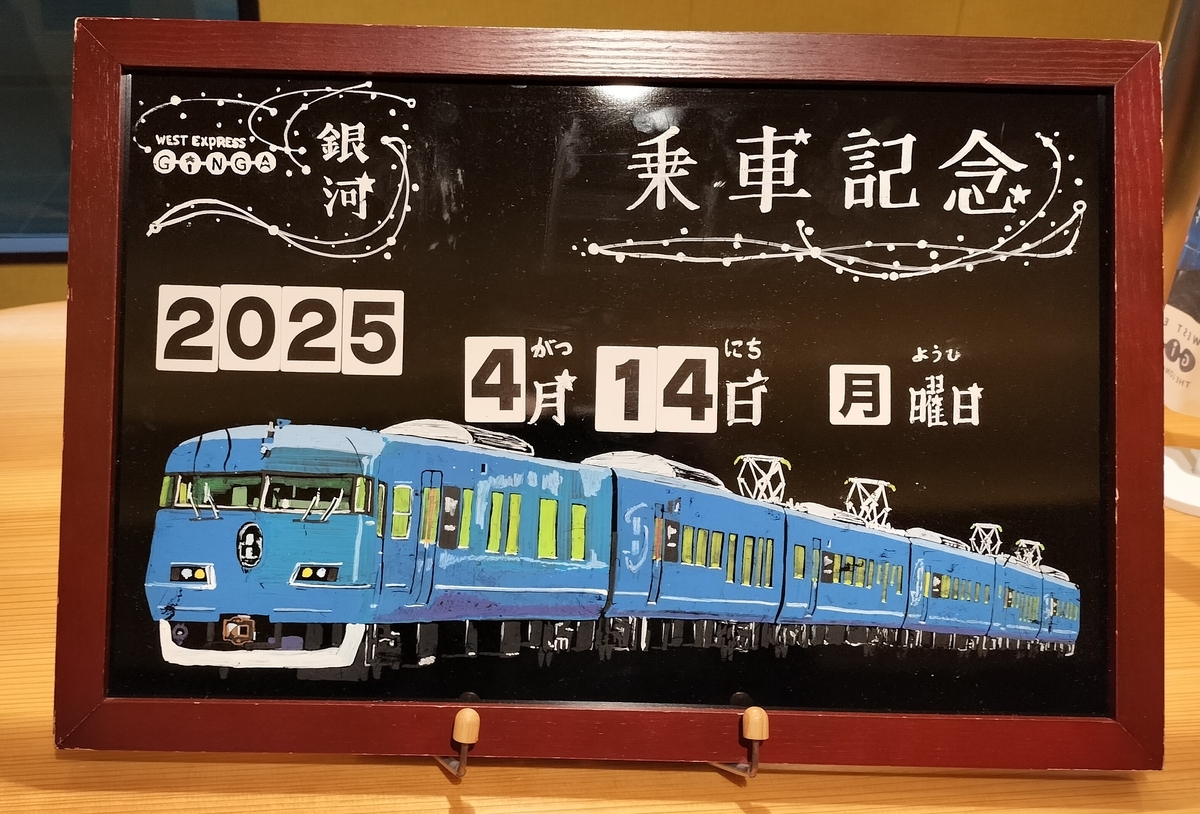 WEST EXPRESS
GINGA
銀河
乗車記念
2025
がつ にち ようび
4月 14日 月曜日